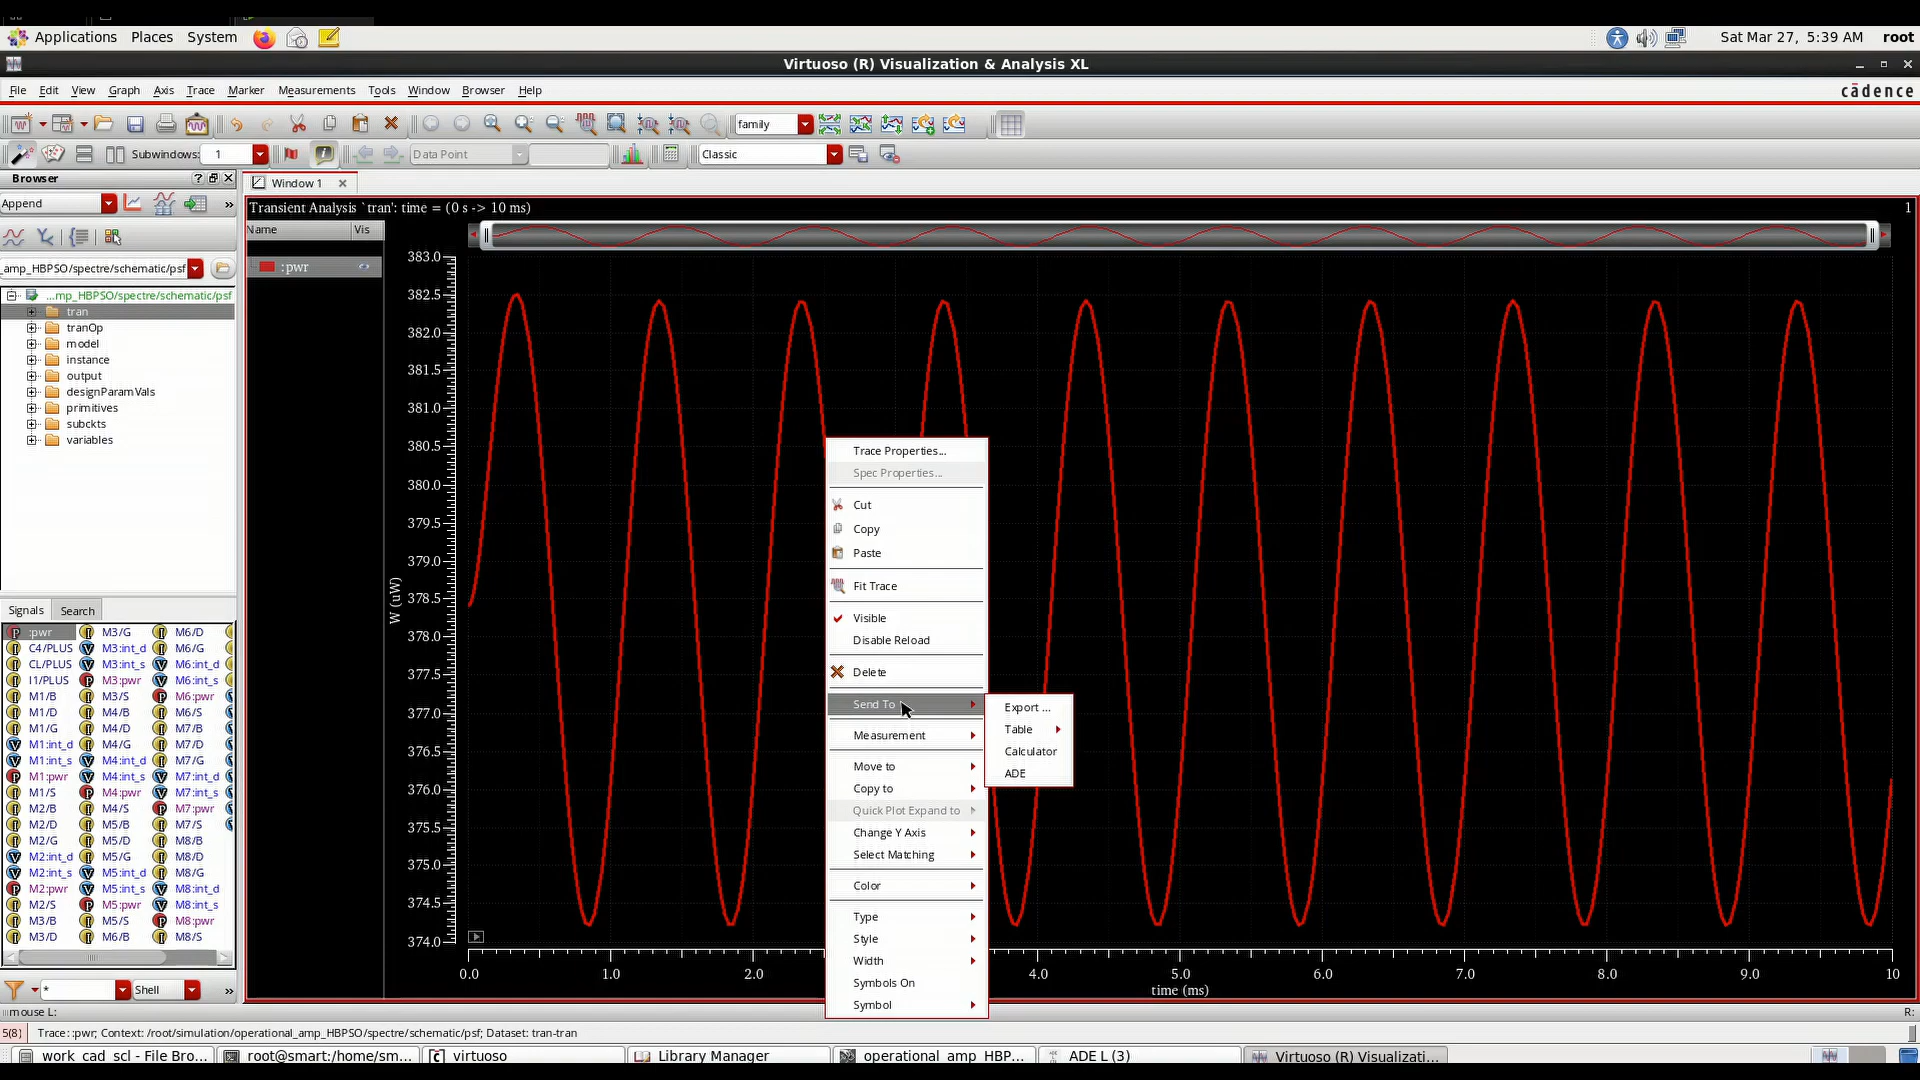 Applications Places System Sat Mar 27, 5:39 AM root
Virtuoso (R) Visualization & Analysis XL
File Edit View Graph Axis Trace Marker Measurements Tools Window Browser Help cādence
family
Subwindows: 1 Data Point Classic
Browser
Window 1
Append
Transient Analysis `tran': time = (0 s -> 10 ms) 1
Name Vis
:pwr
_amp_HBPSO/spectre/schematic/psf
...mp_HBPSO/spectre/schematic/psf
tran
tranOp
model
instance
output
designParamVals
primitives
subckts
variables
383.0
382.5
382.0
381.5
381.0
380.5
380.0
379.5
379.0
378.5
378.0
377.5
377.0
376.5
376.0
375.5
375.0
374.5
374.0
W (uW)
0.0 1.0 2.0 4.0 5.0 6.0 7.0 8.0 9.0 10
time (ms)
Trace Properties...
Spec Properties...
Cut
Copy
Paste
Fit Trace
Visible
Disable Reload
Delete
Send To
Measurement
Move to
Copy to
Quick Plot Expand to
Change Y Axis
Select Matching
Color
Type
Style
Width
Symbols On
Symbol
Export ...
Table
Calculator
ADE
Signals Search
:pwr M3/G M6/D
C4/PLUS M3:int_d M6/G
CL/PLUS M3:int_s M6:int_d
I1/PLUS M3:pwr M6:int_s
M1/B M3/S M6:pwr
M1/D M4/B M6/S
M1/G M4/D M7/B
M1:int_d M4/G M7/D
M1:int_s M4:int_d M7/G
M1:pwr M4:int_s M7:int_d
M1/S M4:pwr M7:int_s
M2/B M4/S M7:pwr
M2/D M5/B M7/S
M2/G M5/D M8/B
M2:int_d M5/G M8/D
M2:int_s M5:int_d M8/G
M2:pwr M5:int_s M8:int_d
M2/S M5:pwr M8:int_s
M3/B M5/S M8:pwr
M3/D M6/B M8/S
* Shell
mouse L: R:
5(8) Trace: :pwr; Context: /root/simulation/operational_amp_HBPSO/spectre/schematic/psf; Dataset: tran-tran
work_cad_scl - File Bro... root@smart:/home/sm... virtuoso Library Manager operational_amp_HBP... ADE L (3) Virtuoso (R) Visualizati...